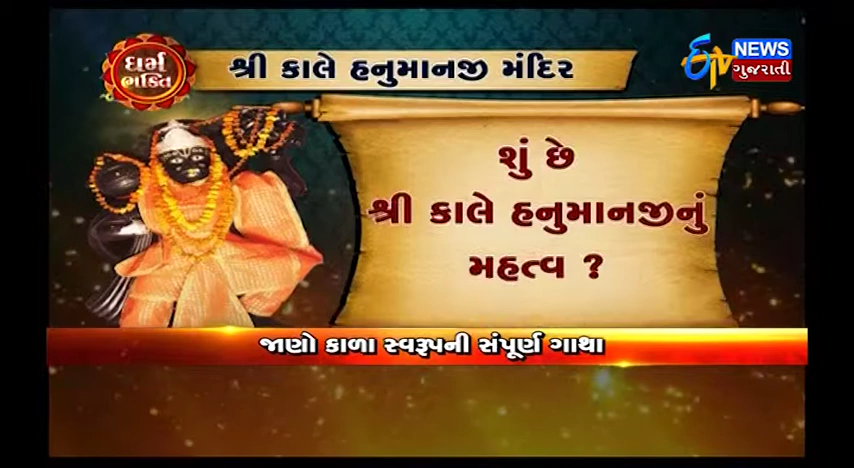 ધર્મ
ભક્તિ
શ્રી કાલે હનુમાનજી મંદિર
ETV NEWS
ગુજરાતી
શું છે
શ્રી કાલે હનુમાનજીનું
મહત્વ ?
જાણો કાળા સ્વરૂપની સંપૂર્ણ ગાથા